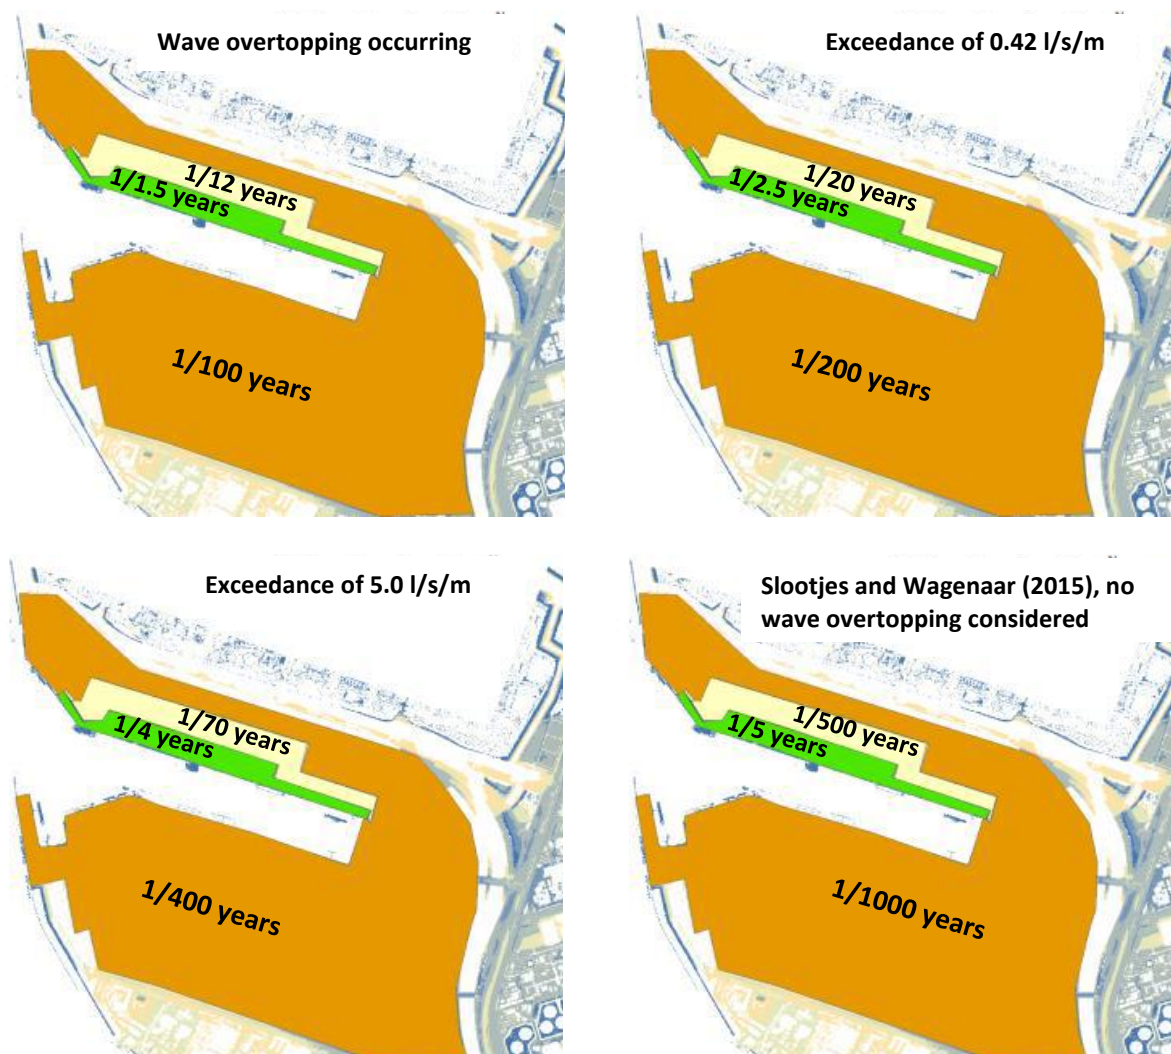 Wave overtopping occurring
1/12 years
1/1.5 years
1/100 years
Exceedance of 0.42 l/s/m
1/20 years
1/2.5 years
1/200 years
Exceedance of 5.0 l/s/m
1/70 years
1/4 years
1/400 years
Slootjes and Wagenaar (2015), no
wave overtopping considered
1/500 years
1/5 years
1/1000 years